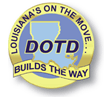 LOUISIANA'S ON THE MOVE...
DOTD
BUILDS THE WAY